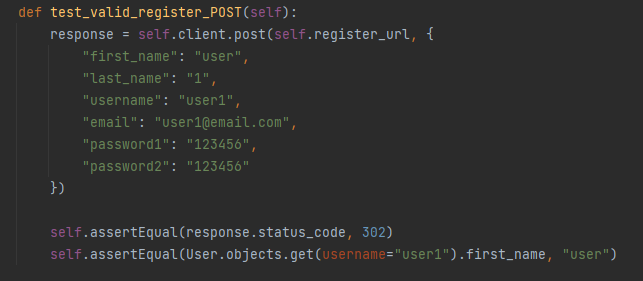 def test_valid_register_POST(self):
    response = self.client.post(self.register_url, {
        "first_name": "user",
        "last_name": "1",
        "username": "user1",
        "email": "user1@email.com",
        "password1": "123456",
        "password2": "123456"
    })

    self.assertEqual(response.status_code, 302)
    self.assertEqual(User.objects.get(username="user1").first_name, "user")